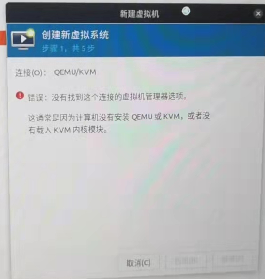 新建虚拟机
创建新虚拟系统
步骤 1，共 5 步
连接(O)： QEMU/KVM
错误：没有找到这个连接的虚拟机管理器选项。
这通常是因为计算机没有安装 QEMU 或 KVM，或者没
有载入 KVM 内核模块。
取消(C)